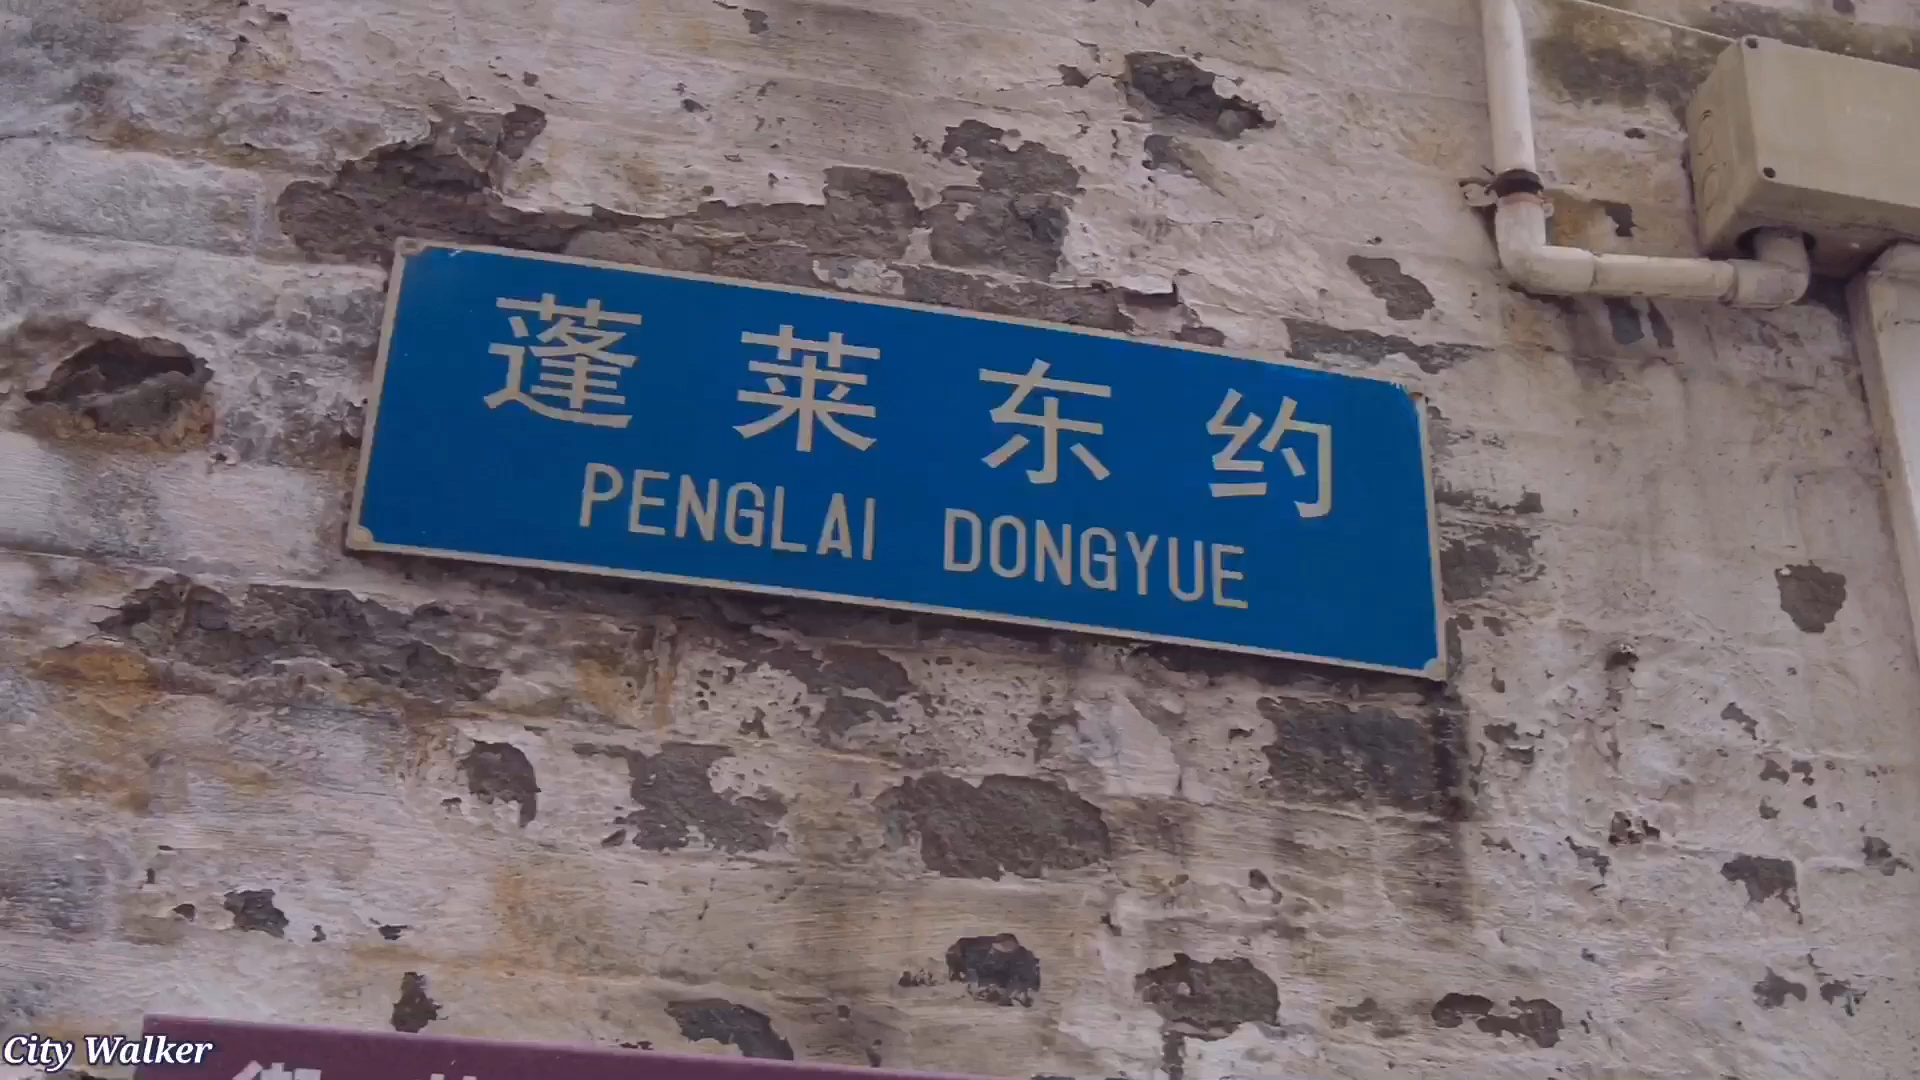 蓬莱东约
PENGLAI DONGYUE
City Walker